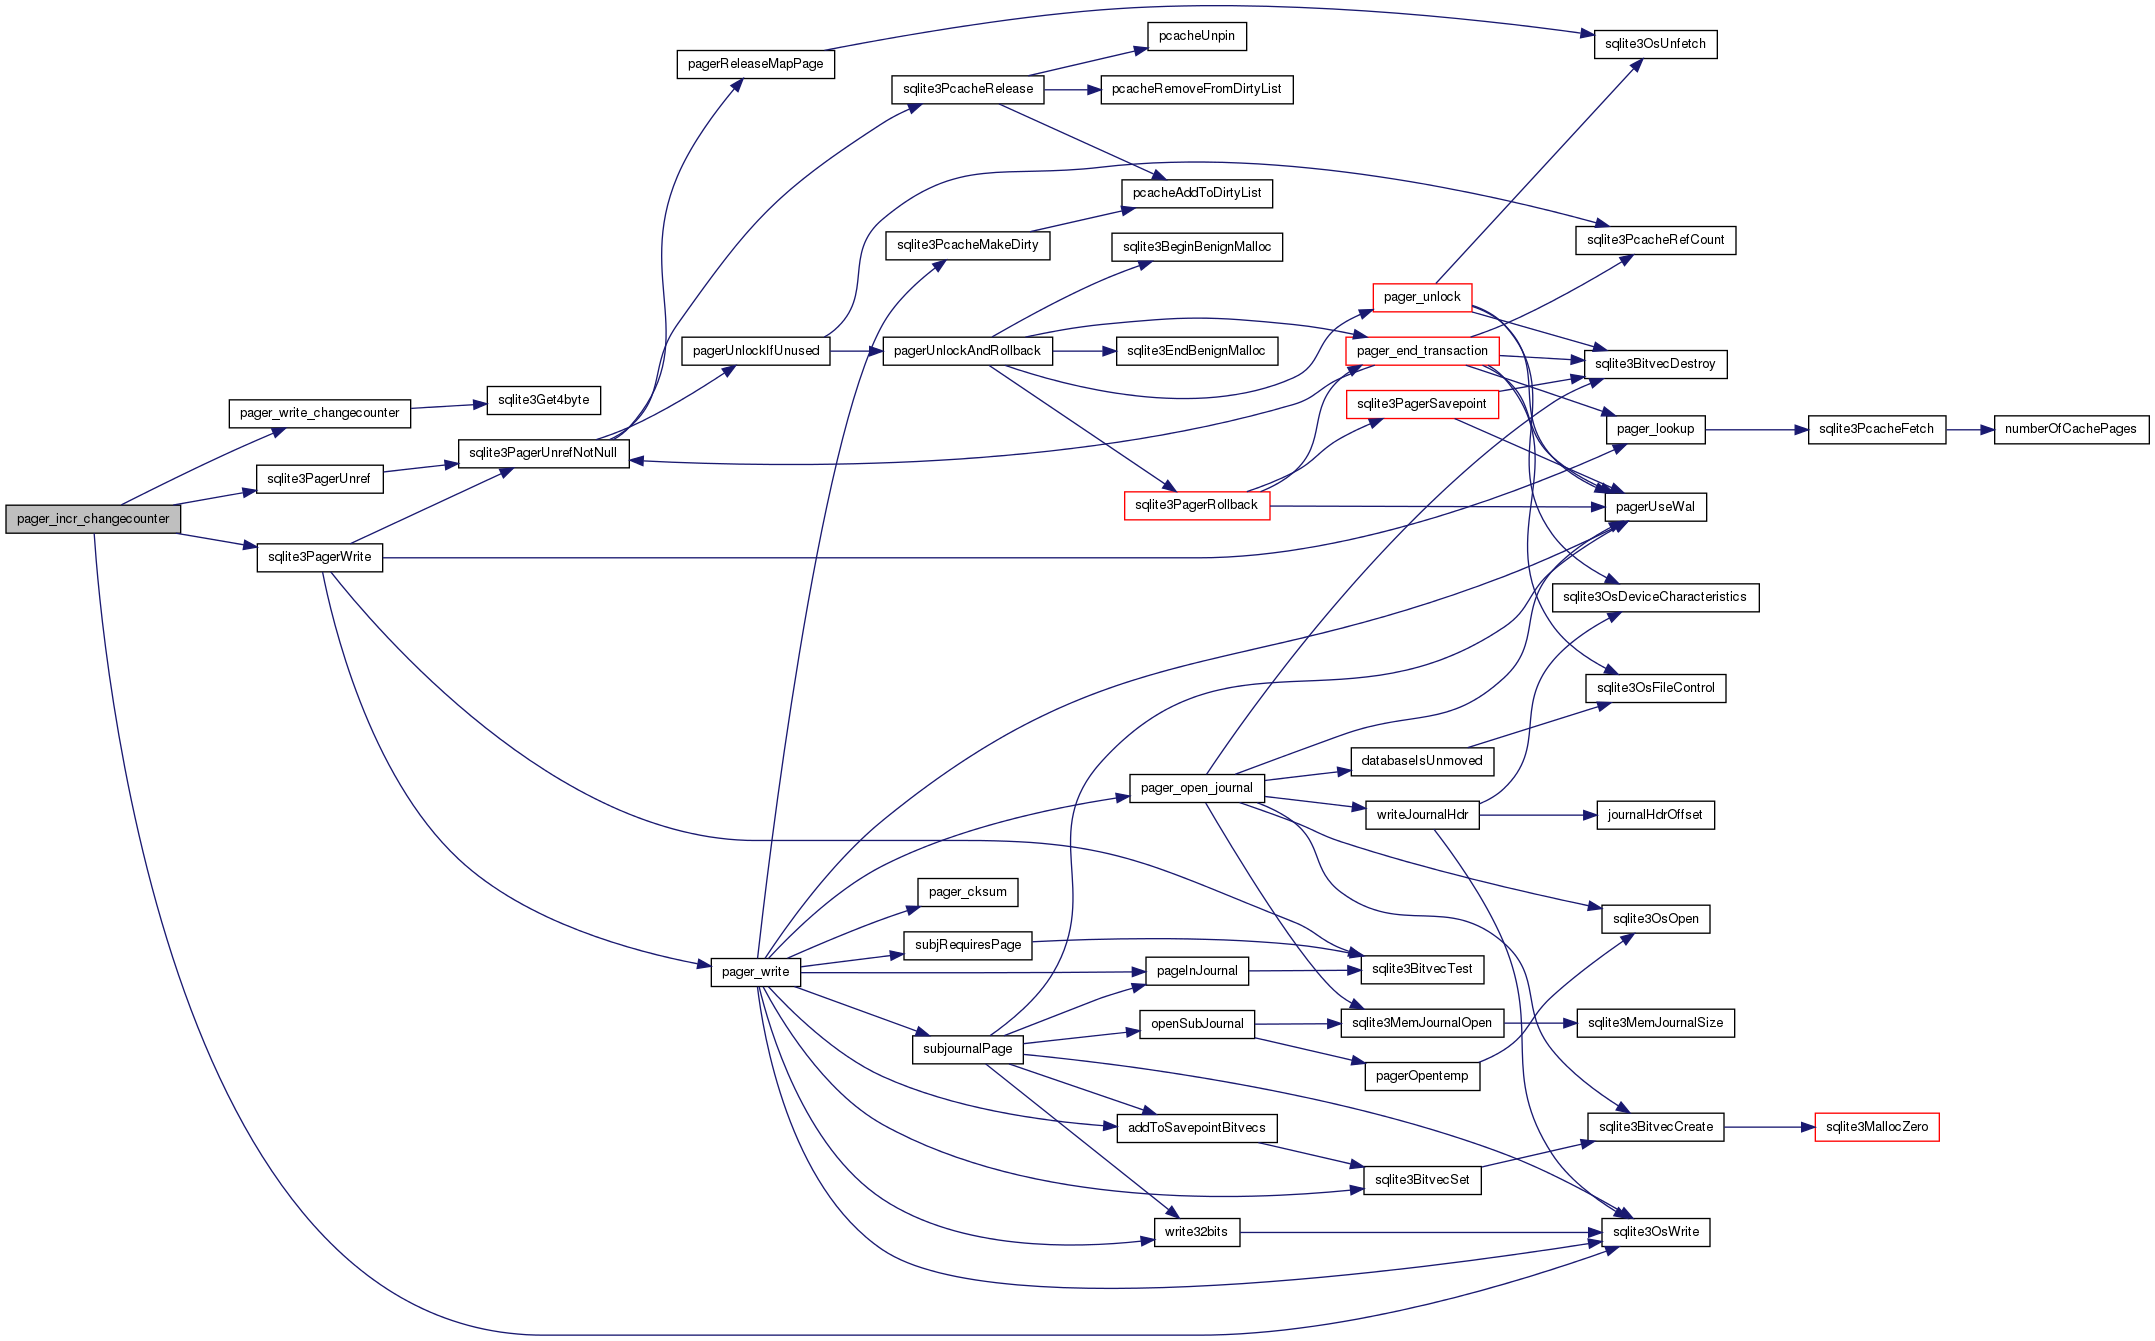 pagerReleaseMapPage
pcacheUnpin
sqlite3OsUnfetch
sqlite3PcacheRelease
pcacheRemoveFromDirtyList
pcacheAddToDirtyList
sqlite3PcacheMakeDirty
sqlite3BeginBenignMalloc
sqlite3PcacheRefCount
pager_unlock
pagerUnlockIfUnused
pagerUnlockAndRollback
sqlite3EndBenignMalloc
pager_end_transaction
sqlite3BitvecDestroy
pager_write_changecounter
sqlite3Get4byte
sqlite3PagerSavepoint
pager_lookup
sqlite3PcacheFetch
numberOfCachePages
sqlite3PagerUnrefNotNull
sqlite3PagerUnref
sqlite3PagerRollback
pagerUseWal
pager_incr_changecounter
sqlite3PagerWrite
sqlite3OsDeviceCharacteristics
sqlite3OsFileControl
databaseIsUnmoved
pager_open_journal
writeJournalHdr
journalHdrOffset
pager_cksum
sqlite3OsOpen
subjRequiresPage
pager_write
pageInJournal
sqlite3BitvecTest
openSubJournal
sqlite3MemJournalOpen
sqlite3MemJournalSize
subjournalPage
pagerOpentemp
addToSavepointBitvecs
sqlite3BitvecCreate
sqlite3MallocZero
sqlite3BitvecSet
write32bits
sqlite3OsWrite